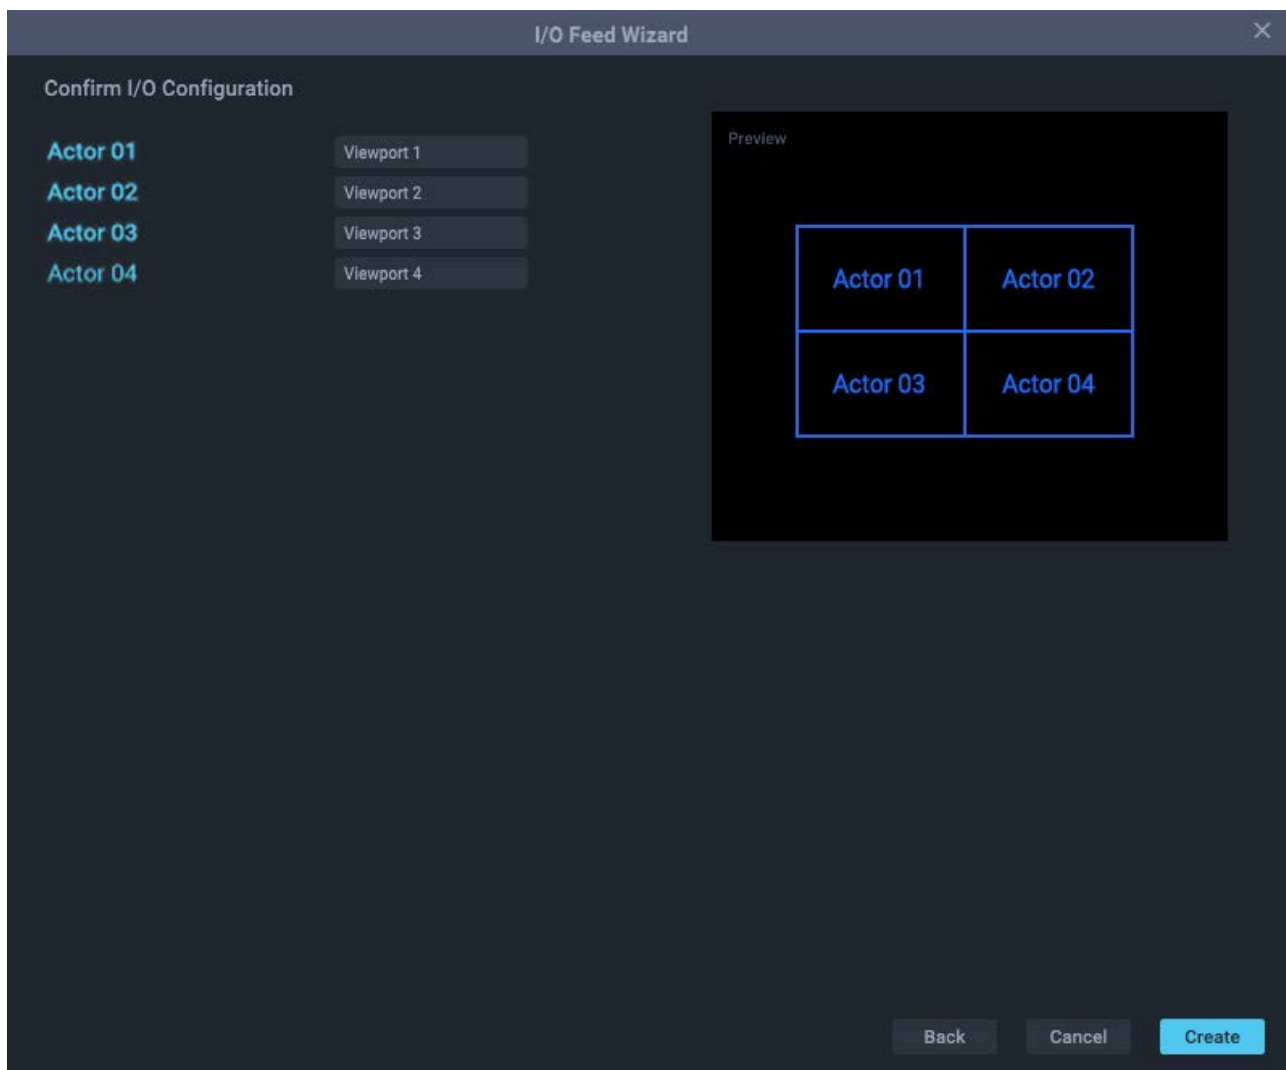 I/O Feed Wizard
Confirm I/O Configuration
Actor 01 Viewport 1
Actor 02 Viewport 2
Actor 03 Viewport 3
Actor 04 Viewport 4
Preview
Actor 01 Actor 02
Actor 03 Actor 04
Back Cancel Create